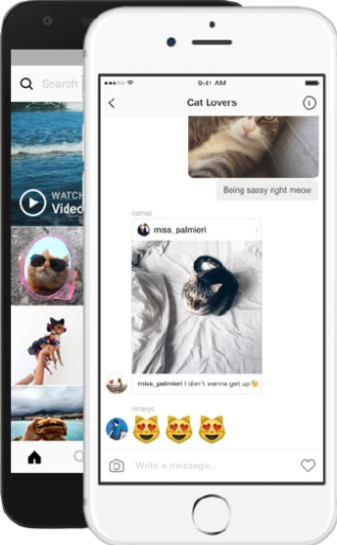 Search
WATCH
Video
9:41 AM
Cat Lovers
Being sassy right meow
catnap
miss_palmieri
miss_palmieri I don't wanna get up
Write a message...